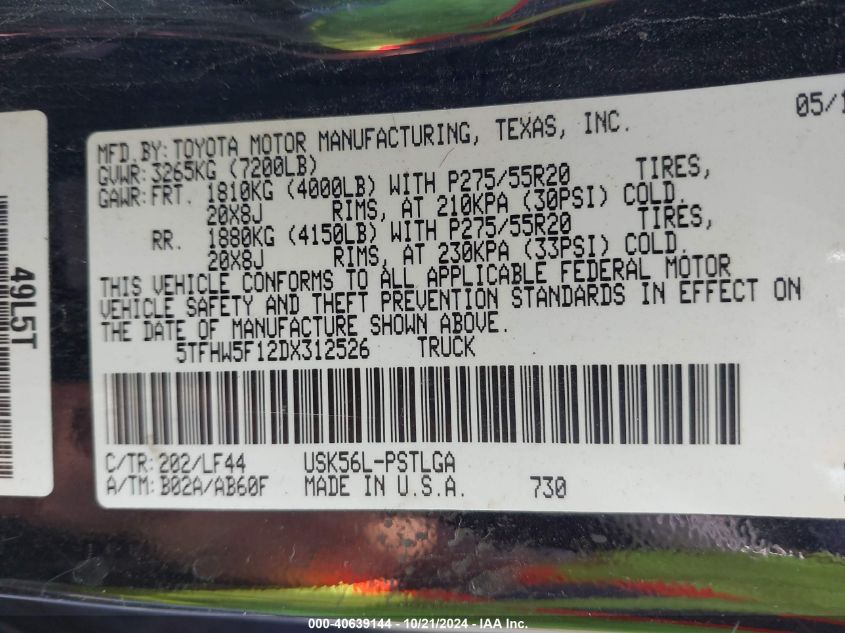 05/1
MFD.BY: TOYOTA MOTOR MANUFACTURING, TEXAS, INC.
GVWR: 3265KG (7200LB)
GAWR: FRT. 1810KG (4000LB) WITH P275/55R20 TIRES,
20X8J RIMS, AT 210KPA (30PSI) COLD.
RR. 1880KG (4150LB) WITH P275/55R20 TIRES,
20X8J RIMS, AT 230KPA (33PSI) COLD.
THIS VEHICLE CONFORMS TO ALL APPLICABLE FEDERAL MOTOR
VEHICLE SAFETY AND THEFT PREVENTION STANDARDS IN EFFECT ON
THE DATE OF MANUFACTURE SHOWN ABOVE.
5TFHW5F12DX312526 TRUCK
C/TR: 202/LF44 USK56L-PSTLGA
A/TM: B02A/AB60F MADE IN U.S.A. 730
49L5T
000-40639144 - 10/21/2024 - IAA Inc.